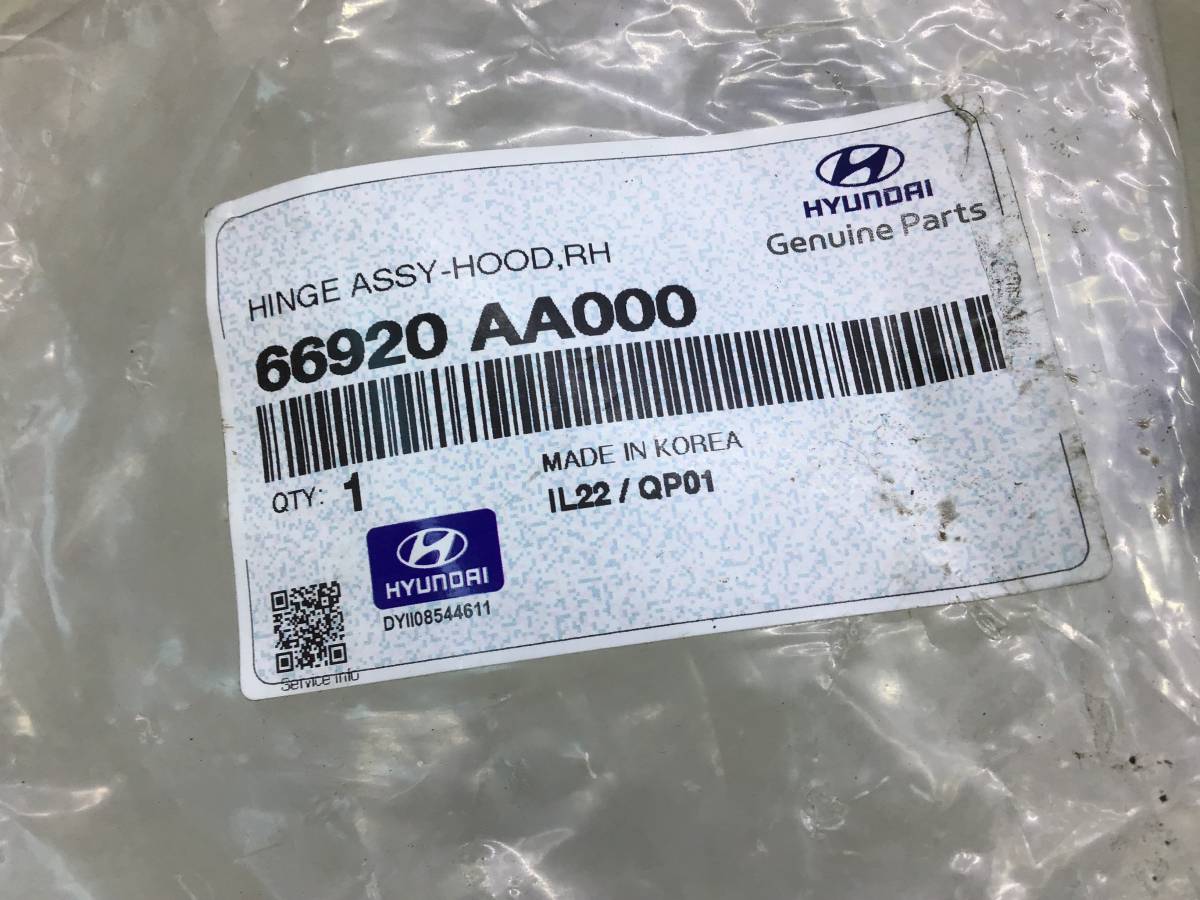 HYUNDAI
Genuine Parts
HINGE ASSY-HOOD,RH
66920 AA000
QTY: 1
MADE IN KOREA
IL22 / QP01
HYUNDAI
DYII08544611
Service Info